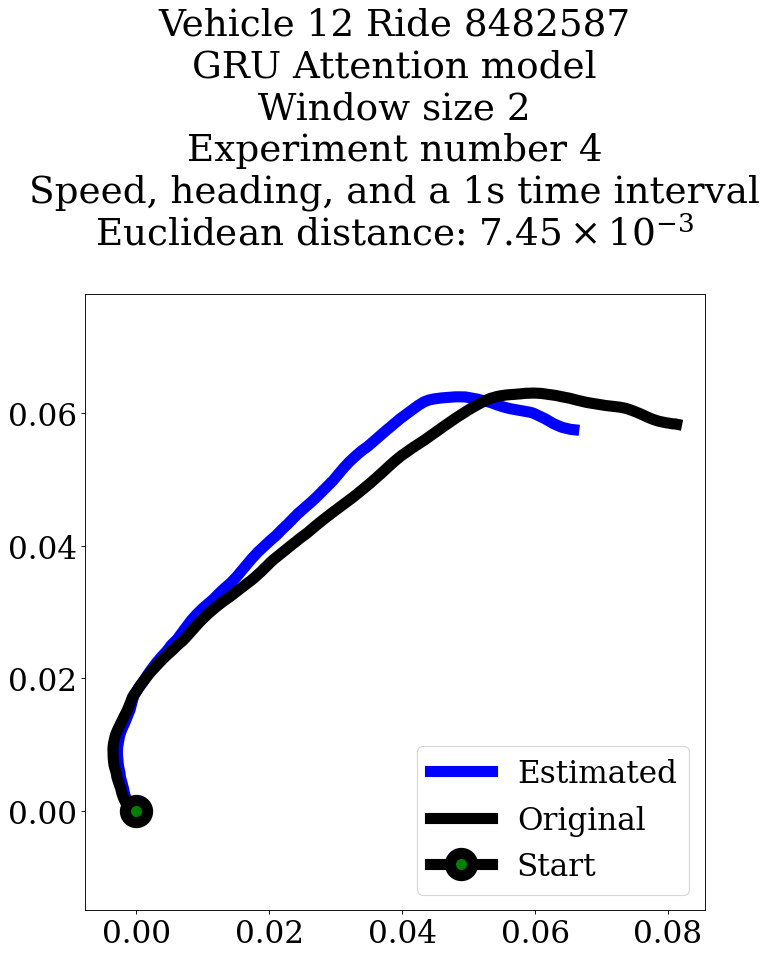 Vehicle 12 Ride 8482587
GRU Attention model
Window size 2
Experiment number 4
Speed, heading, and a 1s time interval
Euclidean distance: 7.45 × 10⁻³
0.06
0.04
0.02
0.00
Estimated
Original
Start
0.00 0.02 0.04 0.06 0.08